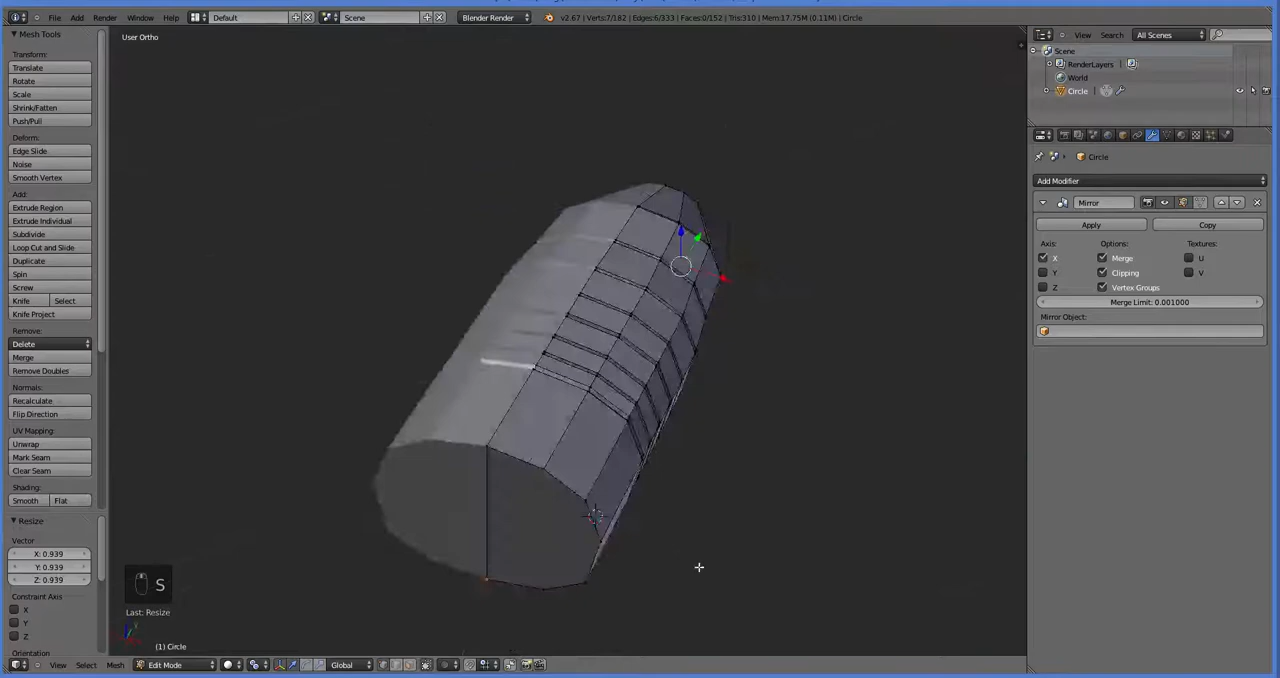 File Add Render Window Help Default Scene Blender Render v2.67 | Verts:7/182 | Edges:6/333 | Faces:0/152 | Tris:310 | Mem:17.75M (0.11M) | Circle
Mesh Tools
Transform:
Translate
Rotate
Scale
Shrink/Fatten
Push/Pull
Deform:
Edge Slide
Noise
Smooth Vertex
Add:
Extrude Region
Extrude Individual
Subdivide
Loop Cut and Slide
Duplicate
Spin
Screw
Knife Select
Knife Project
Remove:
Delete
Merge
Remove Doubles
Normals:
Recalculate
Flip Direction
UV Mapping:
Unwrap
Mark Seam
Clear Seam
Shading:
Smooth Flat
Resize
Vector
X: 0.939
Y: 0.939
Z: 0.939
Constraint Axis
X
Y
Z
Orientation
User Ortho
S
Last: Resize
(1) Circle
View Select Mesh Edit Mode Global
View Search All Scenes
Scene
RenderLayers |
World
Circle |
Circle
Add Modifier
Mirror
Apply Copy
Axis: Options: Textures:
X Merge U
Y Clipping V
Z Vertex Groups
Merge Limit: 0.001000
Mirror Object: